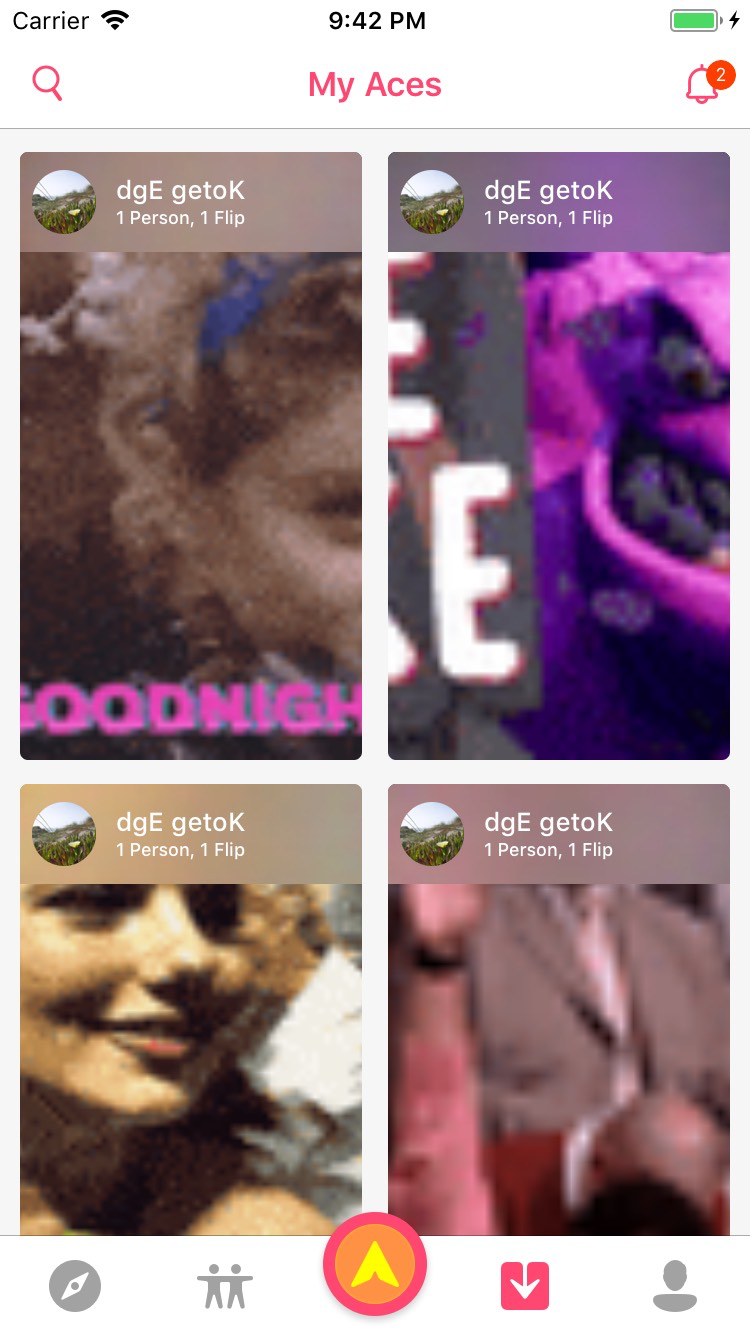 Carrier 9:42 PM
My Aces
2
dgE getoK
1 Person, 1 Flip
dgE getoK
1 Person, 1 Flip
GOODNIGH
E
E
dgE getoK
1 Person, 1 Flip
dgE getoK
1 Person, 1 Flip